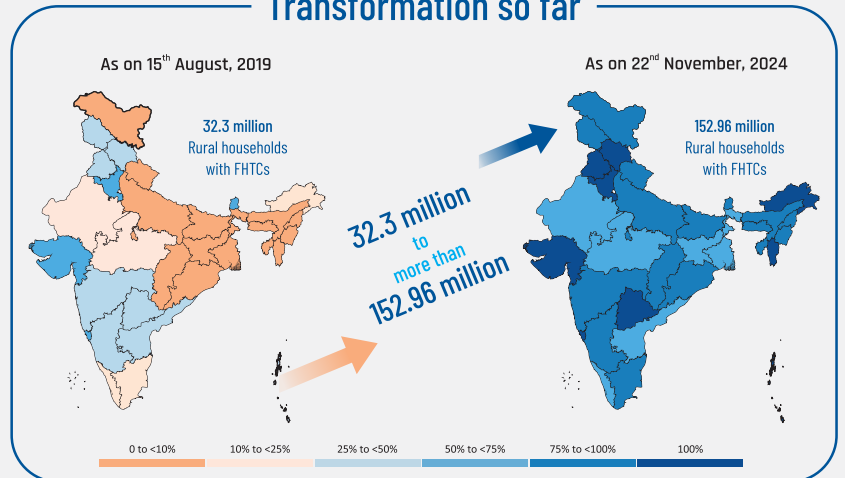 Transformation so far
As on 15th August, 2019
As on 22nd November, 2024
32.3 million
Rural households
with FHTCs
152.96 million
Rural households
with FHTCs
32.3 million
to
more than
152.96 million
0 to <10%
10% to <25%
25% to <50%
50% to <75%
75% to <100%
100%